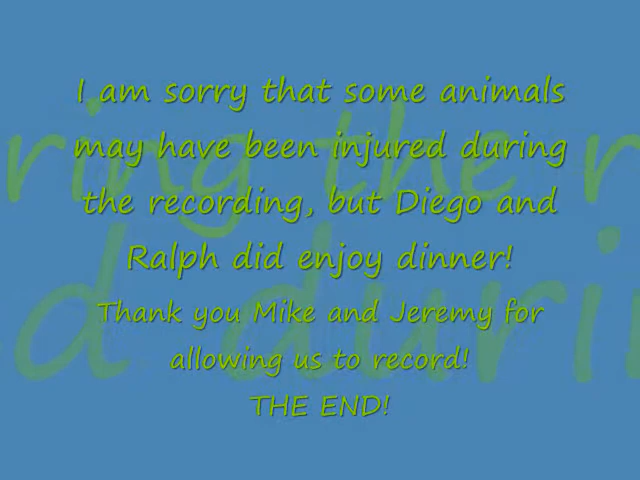 I am sorry that some animals
may have been injured during
the recording, but Diego and
Ralph did enjoy dinner!
Thank you Mike and Jeremy for
allowing us to record!
THE END!